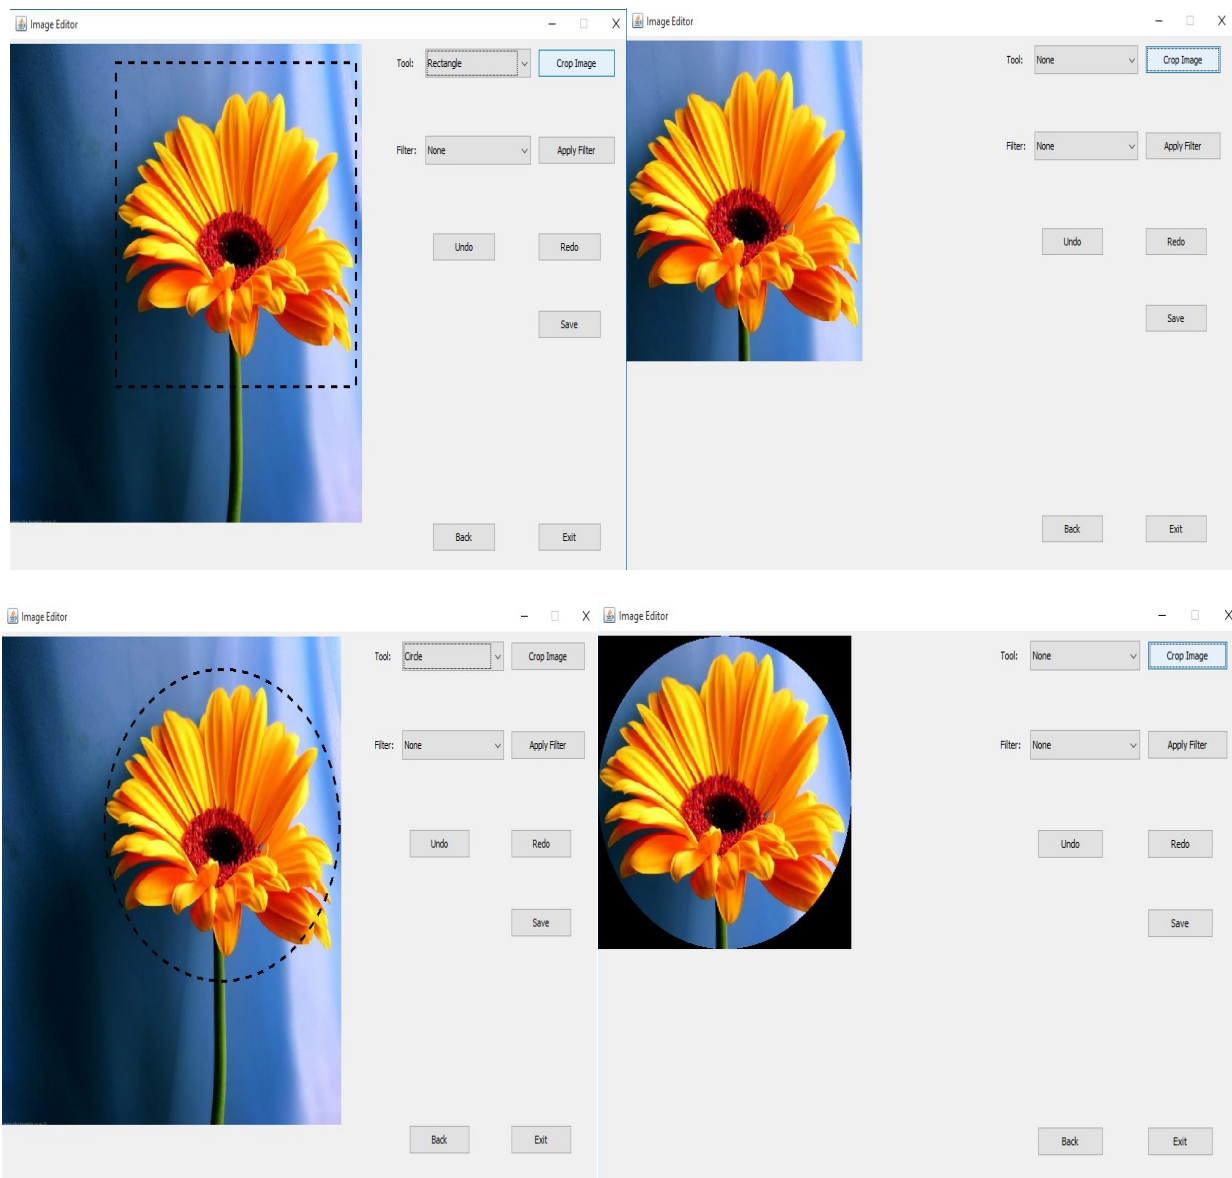 Image Editor
Tool: Rectangle Crop Image
Filter: None Apply Filter
Undo Redo
Save
Back Exit
Image Editor
Tool: None Crop Image
Filter: None Apply Filter
Undo Redo
Save
Back Exit
Image Editor
Tool: Circle Crop Image
Filter: None Apply Filter
Undo Redo
Save
Back Exit
Image Editor
Tool: None Crop Image
Filter: None Apply Filter
Undo Redo
Save
Back Exit